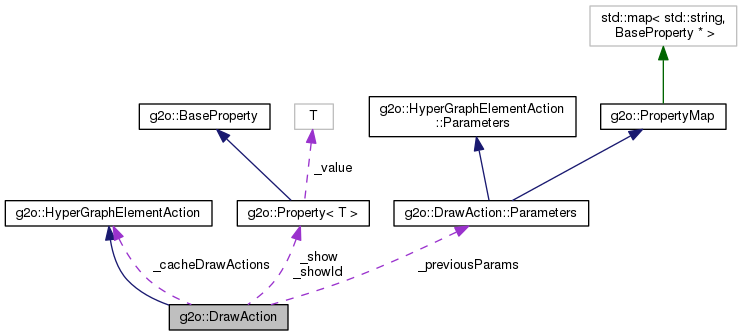 std::map< std::string,
BaseProperty * >
g2o::HyperGraphElementAction
::Parameters
g2o::BaseProperty
T
g2o::PropertyMap
_value
g2o::HyperGraphElementAction
g2o::Property< T >
g2o::DrawAction::Parameters
_cacheDrawActions
_show
_showId
_previousParams
g2o::DrawAction